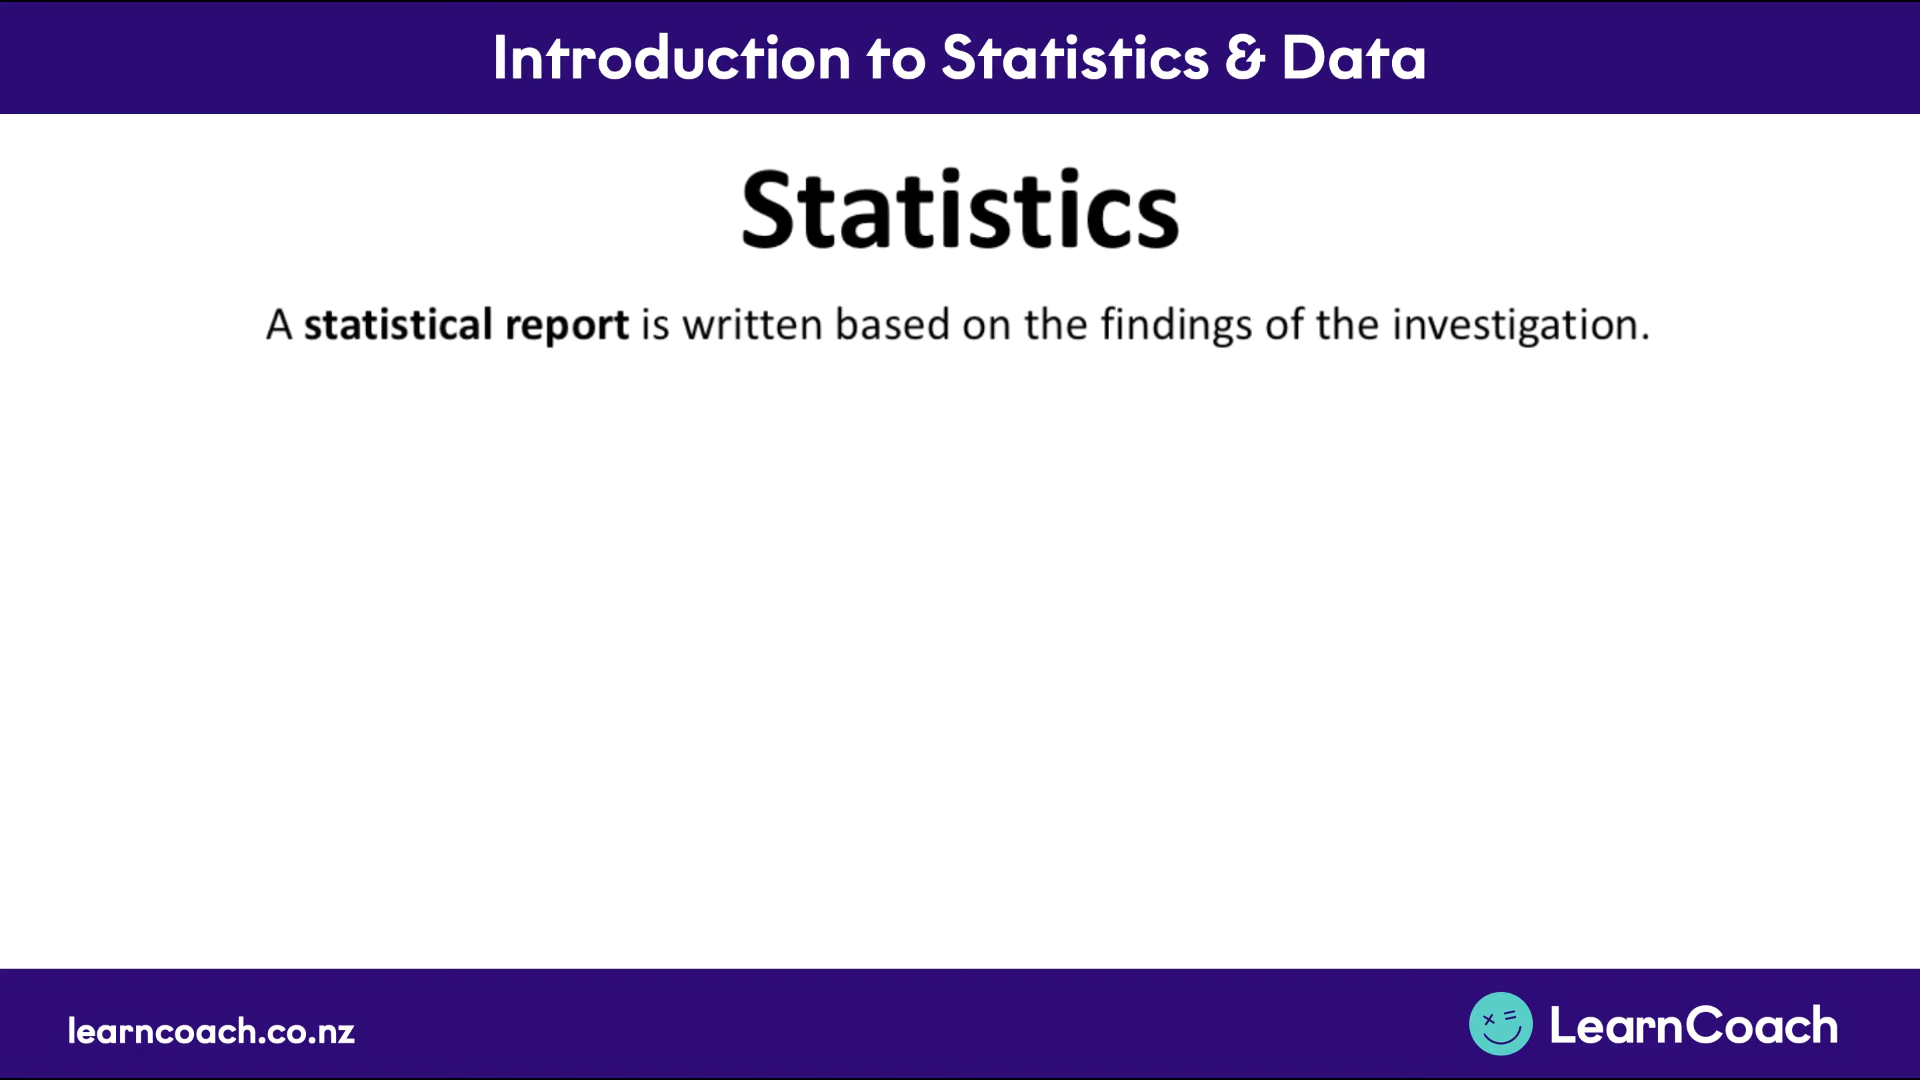 Introduction to Statistics & Data
Statistics
A statistical report is written based on the findings of the investigation.
learncoach.co.nz
LearnCoach